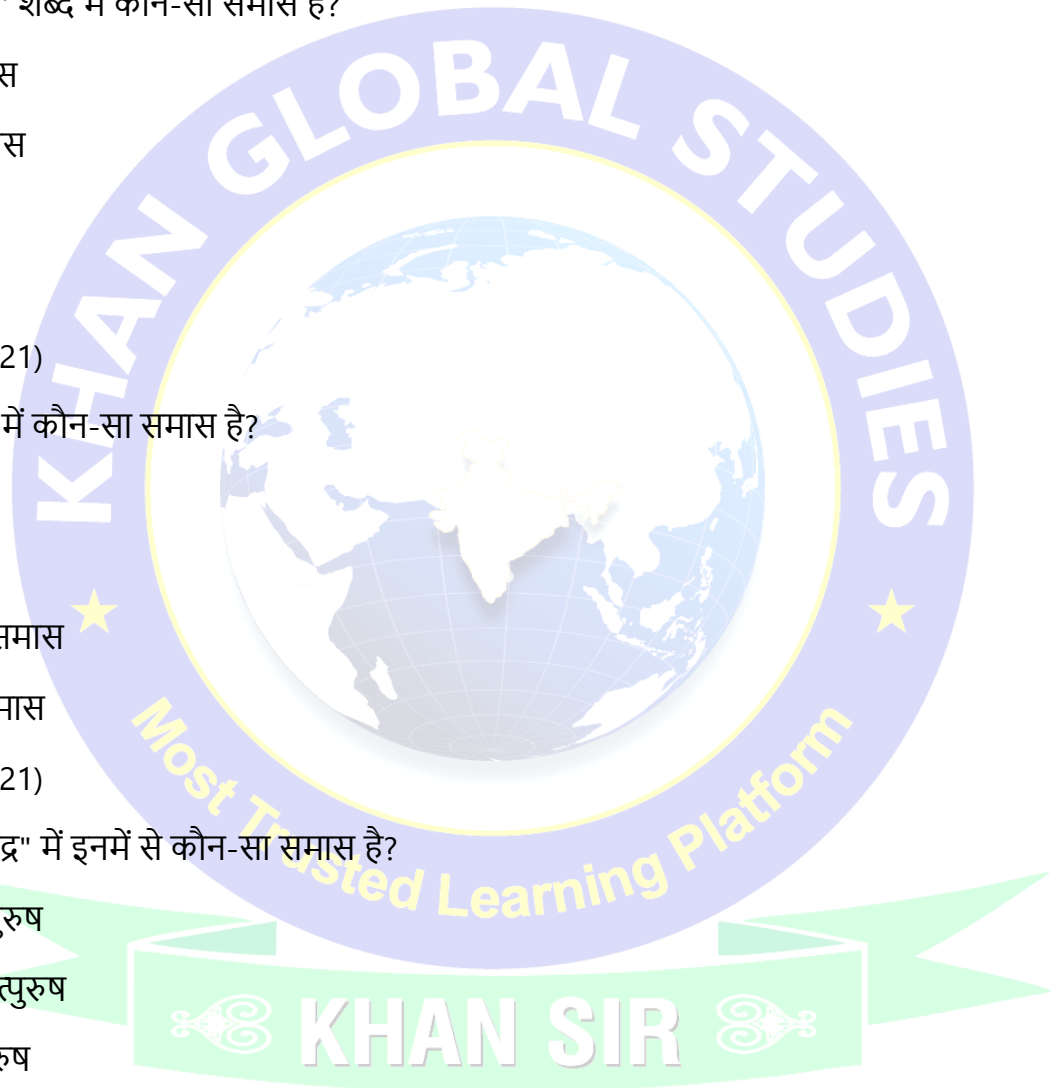 " शब्द में कौन-सा समास है?
स
स
21)
में कौन-सा समास है?
समास
मास
21)
द्र" में इनमें से कौन-सा समास है?
रुष
त्पुरुष
रुष
KHAN GLOBAL STUDIES
Most Trusted Learning Platform
KHAN SIR